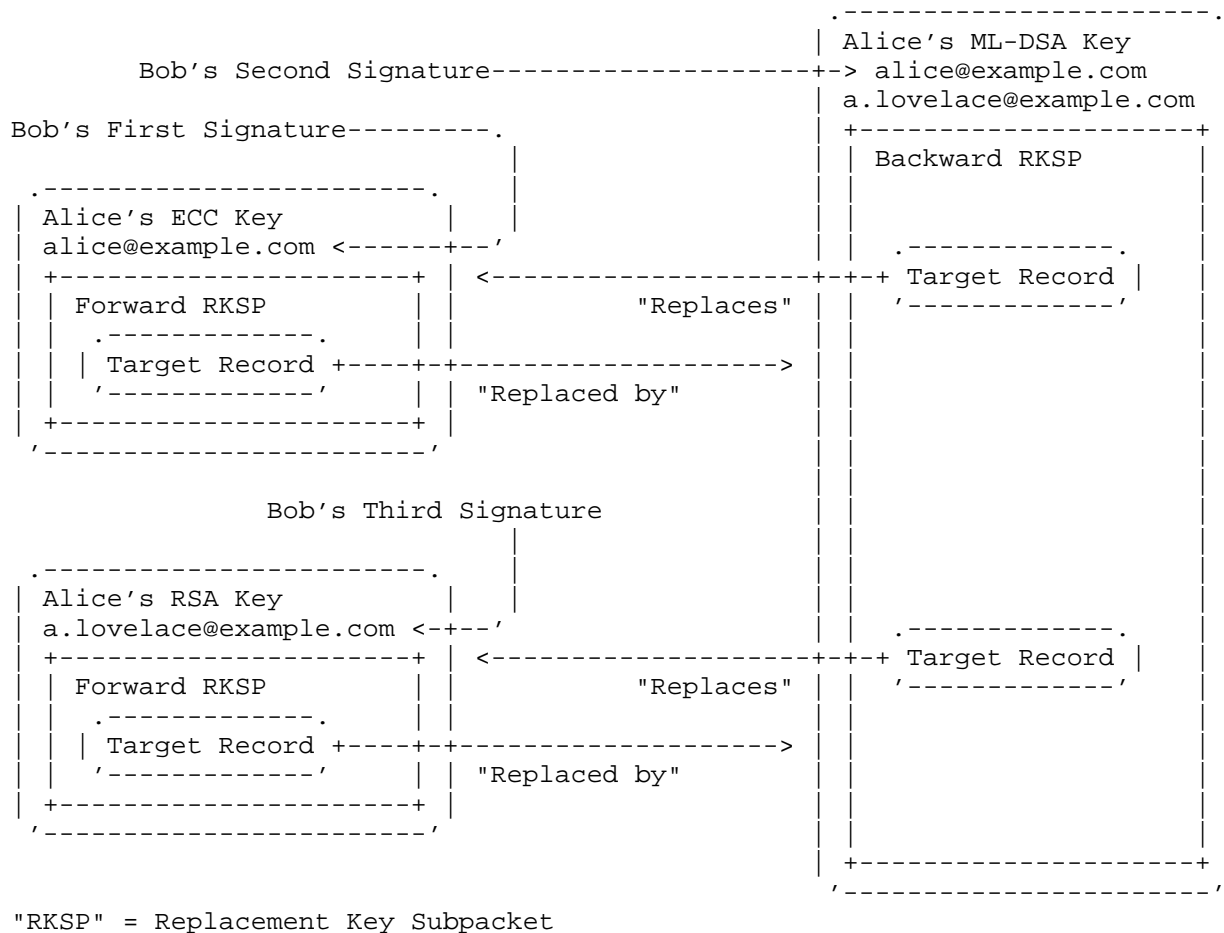 Alice's ML-DSA Key
Bob's Second Signature
alice@example.com
a.lovelace@example.com
Bob's First Signature
Backward RKSP
Alice's ECC Key
alice@example.com
Target Record
Forward RKSP
"Replaces"
Target Record
"Replaced by"
Bob's Third Signature
Alice's RSA Key
a.lovelace@example.com
Target Record
Forward RKSP
"Replaces"
Target Record
"Replaced by"
"RKSP" = Replacement Key Subpacket